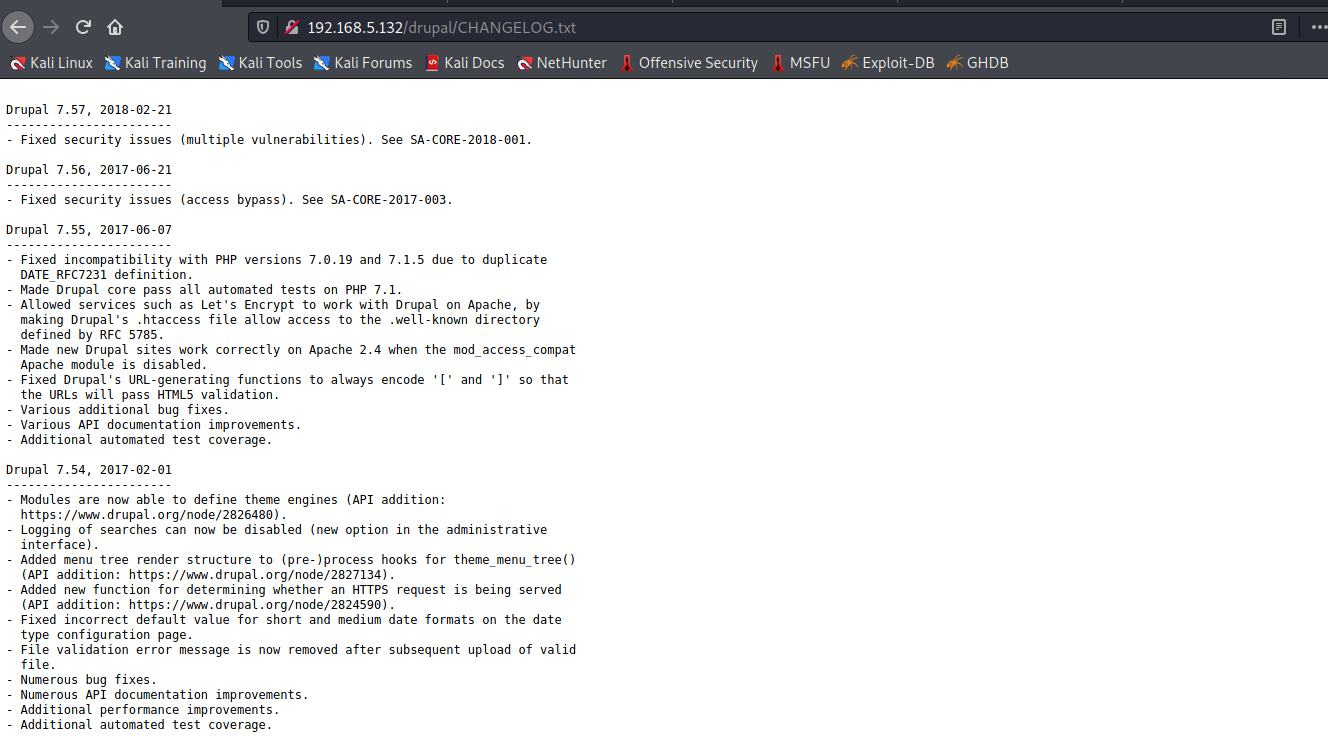 192.168.5.132/drupal/CHANGELOG.txt
Kali Linux Kali Training Kali Tools Kali Forums Kali Docs NetHunter Offensive Security MSFU Exploit-DB GHDB
Drupal 7.57, 2018-02-21
-----------------------
- Fixed security issues (multiple vulnerabilities). See SA-CORE-2018-001.
Drupal 7.56, 2017-06-21
-----------------------
- Fixed security issues (access bypass). See SA-CORE-2017-003.
Drupal 7.55, 2017-06-07
-----------------------
- Fixed incompatibility with PHP versions 7.0.19 and 7.1.5 due to duplicate
DATE_RFC7231 definition.
- Made Drupal core pass all automated tests on PHP 7.1.
- Allowed services such as Let's Encrypt to work with Drupal on Apache, by
making Drupal's .htaccess file allow access to the .well-known directory
defined by RFC 5785.
- Made new Drupal sites work correctly on Apache 2.4 when the mod_access_compat
Apache module is disabled.
- Fixed Drupal's URL-generating functions to always encode '[' and ']' so that
the URLs will pass HTML5 validation.
- Various additional bug fixes.
- Various API documentation improvements.
- Additional automated test coverage.
Drupal 7.54, 2017-02-01
-----------------------
- Modules are now able to define theme engines (API addition:
https://www.drupal.org/node/2826480).
- Logging of searches can now be disabled (new option in the administrative
interface).
- Added menu tree render structure to (pre-)process hooks for theme_menu_tree()
(API addition: https://www.drupal.org/node/2827134).
- Added new function for determining whether an HTTPS request is being served
(API addition: https://www.drupal.org/node/2824590).
- Fixed incorrect default value for short and medium date formats on the date
type configuration page.
- File validation error message is now removed after subsequent upload of valid
file.
- Numerous bug fixes.
- Numerous API documentation improvements.
- Additional performance improvements.
- Additional automated test coverage.